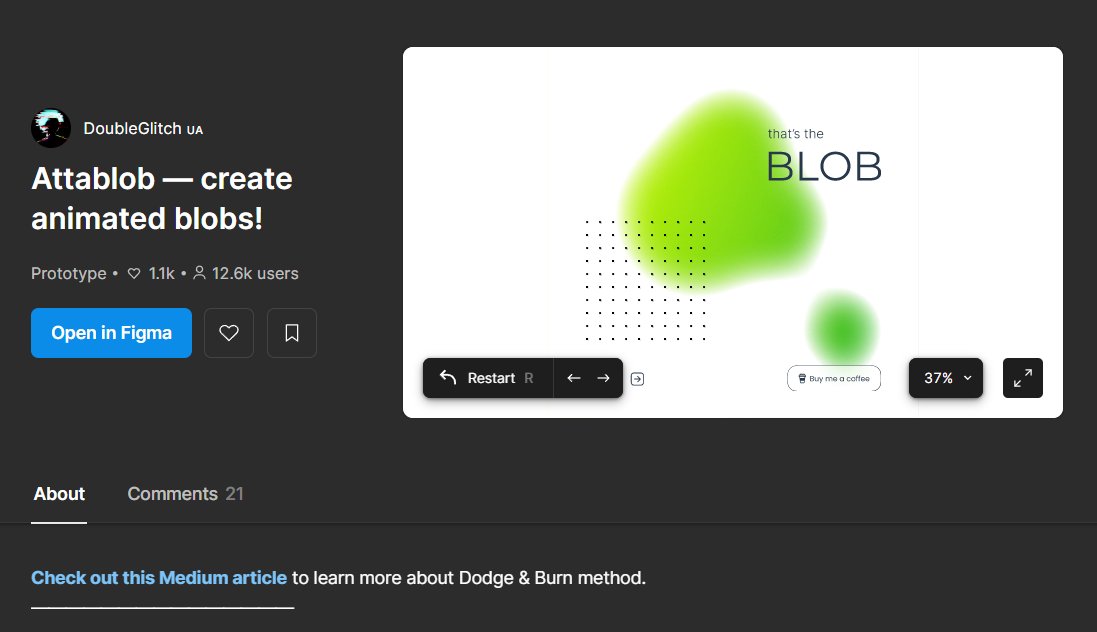 DoubleGlitch UA
Attablob — create
animated blobs!
Prototype • 1.1k • 12.6k users
Open in Figma
that's the
BLOB
Restart R
Buy me a coffee
37%
About
Comments 21
Check out this Medium article to learn more about Dodge & Burn method.